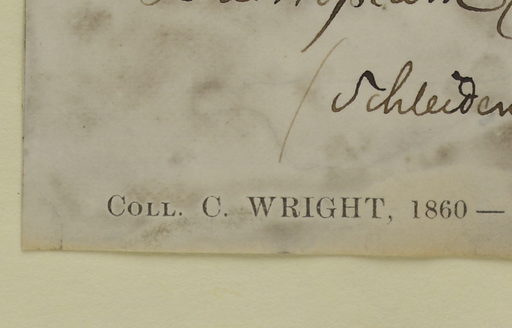 Schleiden
COLL. C. WRIGHT, 1860 —